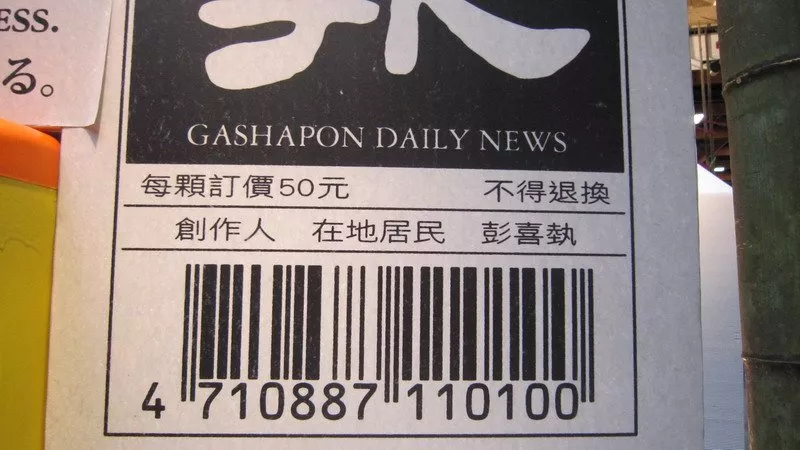 ESS.
る。
GASHAPON DAILY NEWS
每顆訂價50元 不得退換
創作人 在地居民 彭喜執
4 710887 110100